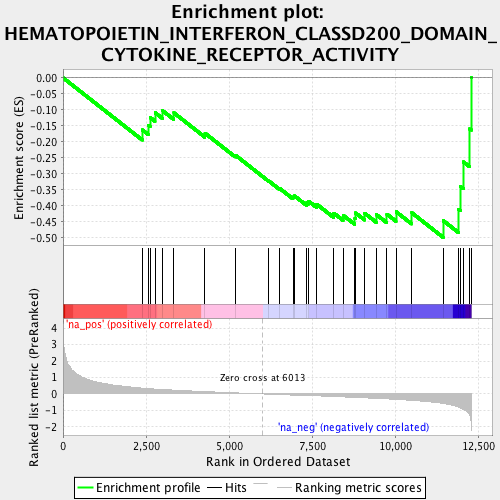 Enrichment plot:
HEMATOPOIETIN_INTERFERON_CLASSD200_DOMAIN_
CYTOKINE_RECEPTOR_ACTIVITY
Enrichment score (ES)
0.00
-0.05
-0.10
-0.15
-0.20
-0.25
-0.30
-0.35
-0.40
-0.45
-0.50
'na_pos' (positively correlated)
Ranked list metric (PreRanked)
4
3
2
1
0
-1
-2
Zero cross at 6013
'na_neg' (negatively correlated)
0
2,500
5,000
7,500
10,000
12,500
Rank in Ordered Dataset
Enrichment profile
Hits
Ranking metric scores